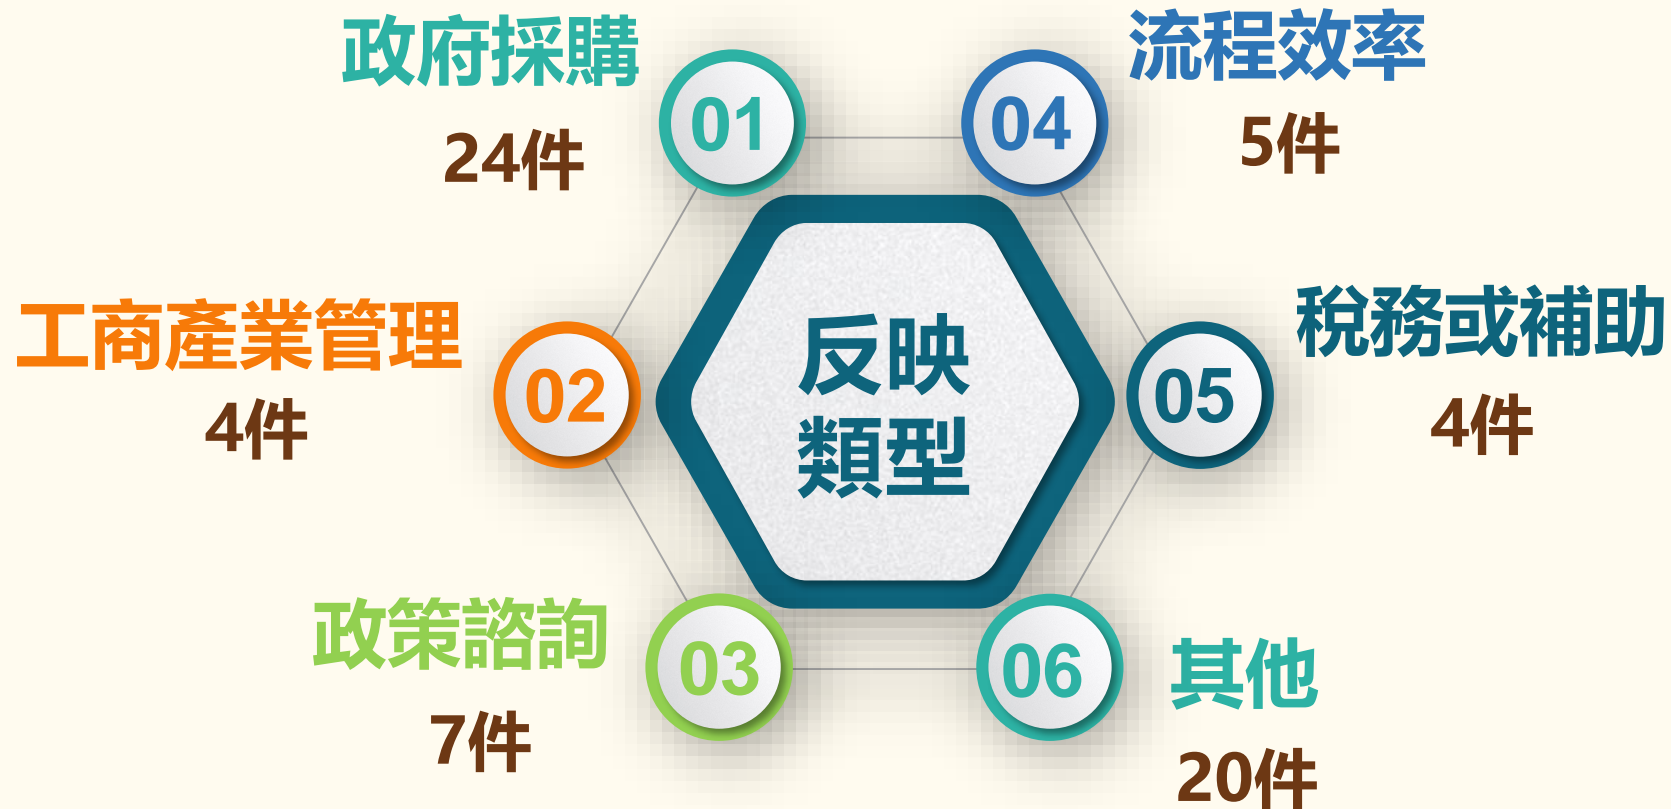 政府採購
01
24件
工商產業管理
02
4件
政策諮詢
03
7件
反映
類型
流程效率
04
5件
稅務或補助
05
4件
其他
06
20件